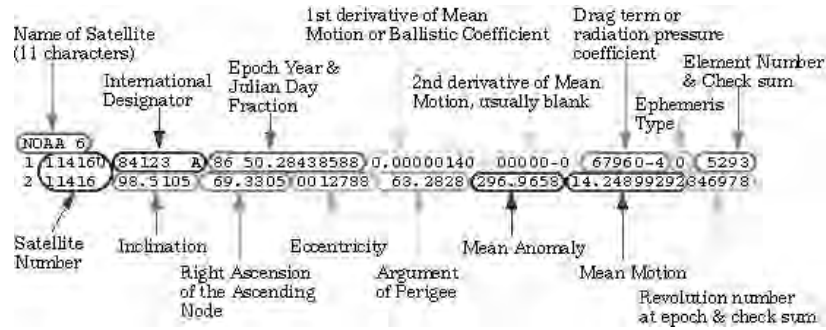 Name of Satellite
(11 characters)
International
Designator
Epoch Year &
Julian Day
Fraction
1st derivative of Mean
Motion or Ballistic Coefficient
2nd derivative of Mean
Motion, usually blank
Drag term or
radiation pressure
coefficient
Ephemeris
Type
Element Number
& Check sum
NOAA 6
1 11416U 84123 A 86 50.28438588 0.00000140 00000-0 67960-4 0 5293
2 11416 98.5105 69.3305 0012788 63.2828 296.9658 14.24899292 346978
Satellite
Number
Inclination
Right Ascension
of the Ascending
Node
Eccentricity
Argument
of Perigee
Mean Anomaly
Mean Motion
Revolution number
at epoch & check sum